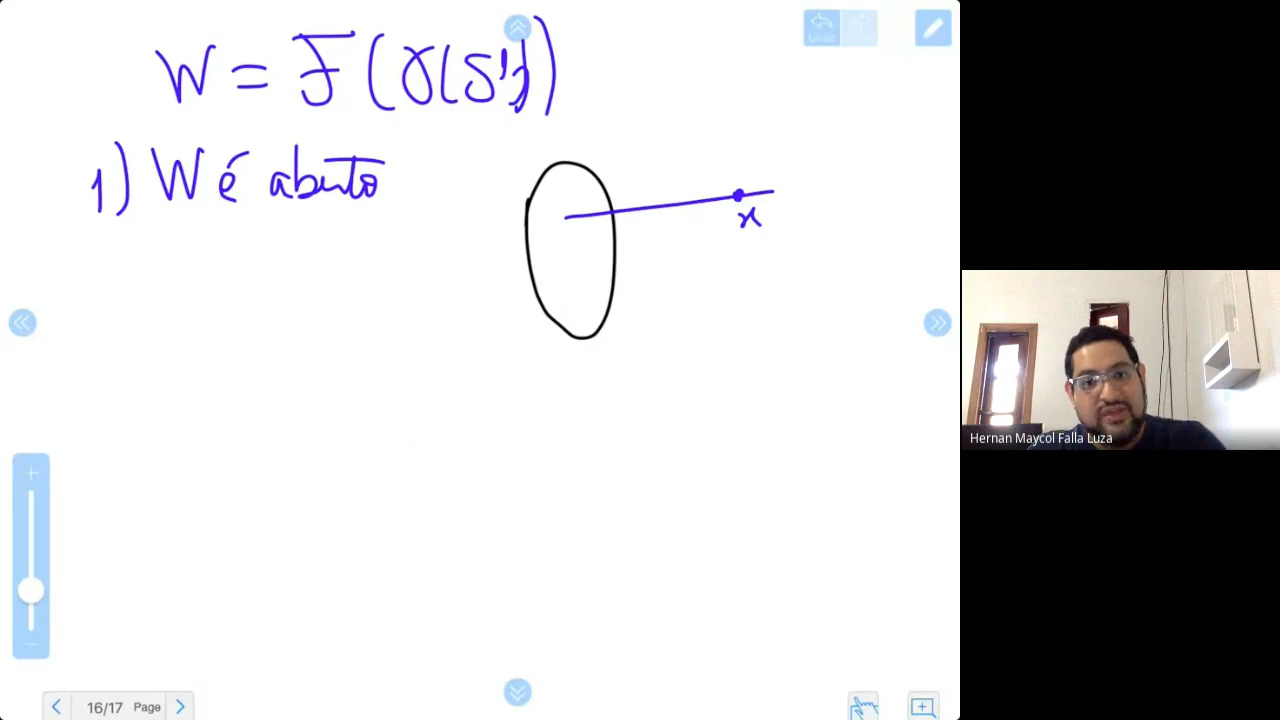 W = F(γ(S¹))
1) W é aberto
x
Hernan Maycol Falla Luza
16/17 Page